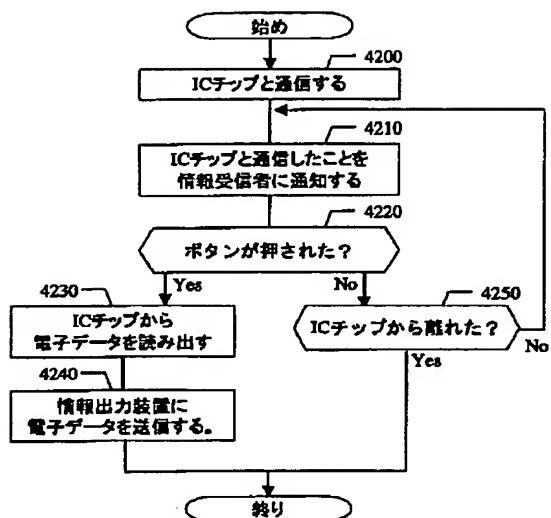 始め
4200
ICチップと通信する
4210
ICチップと通信したことを
情報受信者に通知する
4220
ボタンが押された?
Yes
No
4230
ICチップから
電子データを読み出す
4250
ICチップから離れた?
No
Yes
4240
情報出力装置に
電子データを送信する。
終り